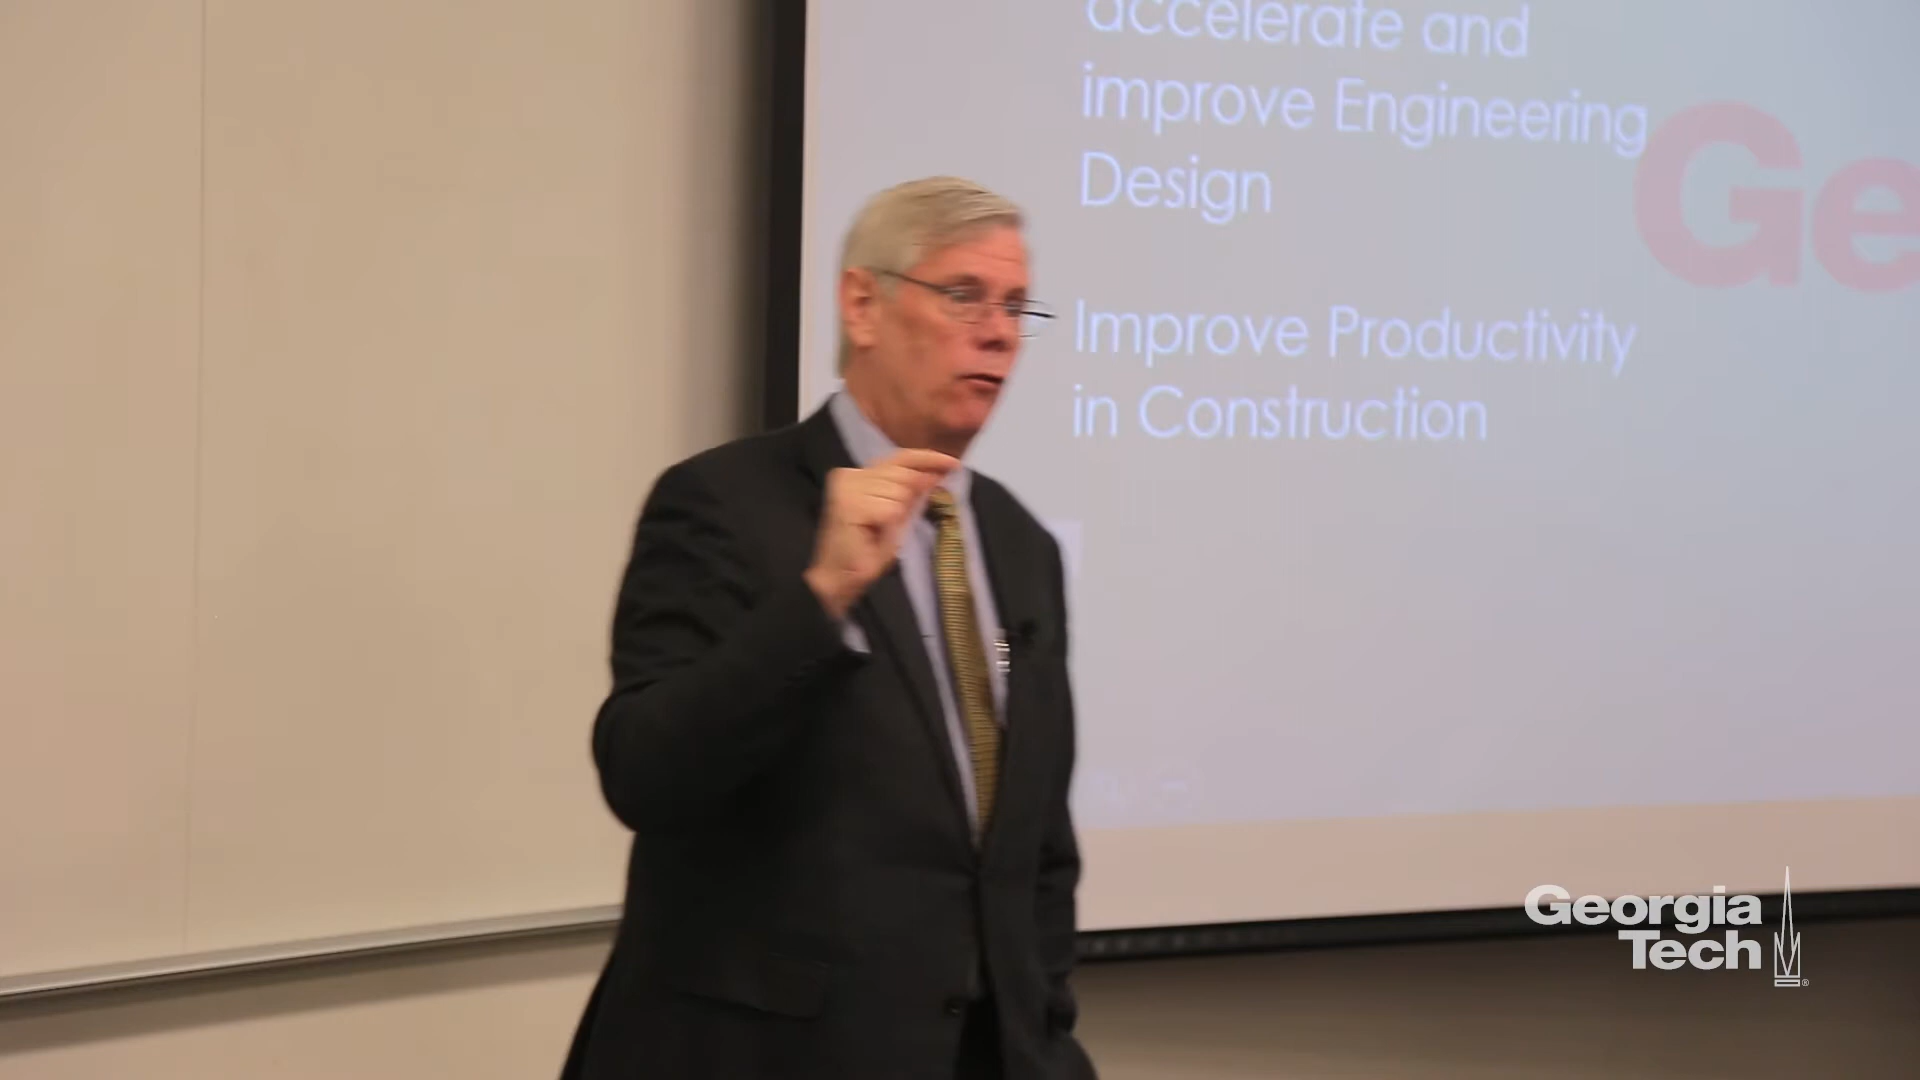 accelerate and
improve Engineering
Design
Ge
Improve Productivity
in Construction
Georgia
Tech
®